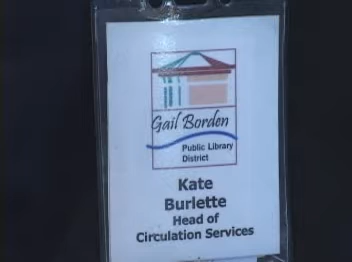 Gail Borden
Public Library
District
Kate
Burlette
Head of
Circulation Services